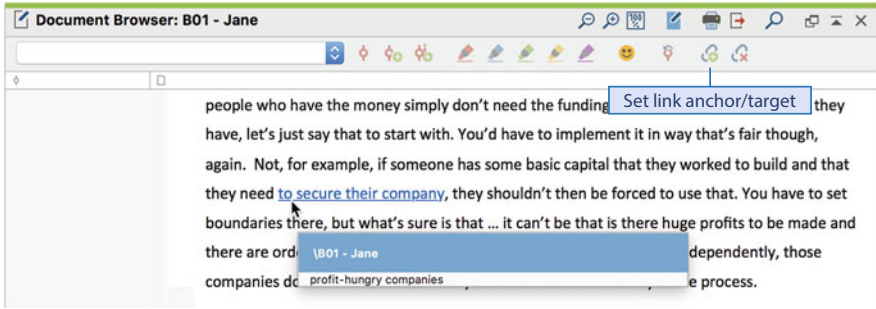 Document Browser: B01 - Jane
100 %
Set link anchor/target
people who have the money simply don't need the funding they
have, let's just say that to start with. You'd have to implement it in way that's fair though,
again. Not, for example, if someone has some basic capital that they worked to build and that
they need to secure their company, they shouldn't then be forced to use that. You have to set
boundaries there, but what's sure is that ... it can't be that is there huge profits to be made and
there are dependently, those
\B01 - Jane
companies e process.
profit-hungry companies